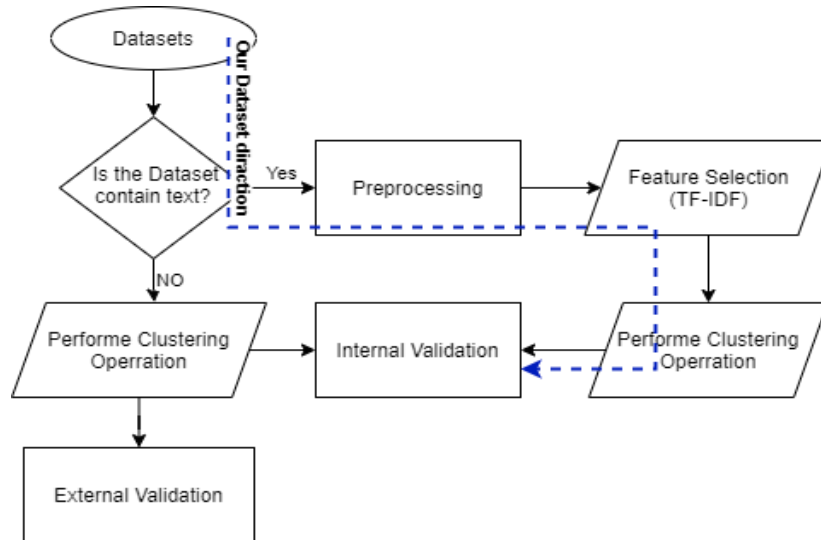 Datasets
Our Dataset diraction
Is the Dataset
contain text?
Yes
Preprocessing
Feature Selection
(TF-IDF)
NO
Performe Clustering
Operration
Internal Validation
Performe Clustering
Operration
External Validation